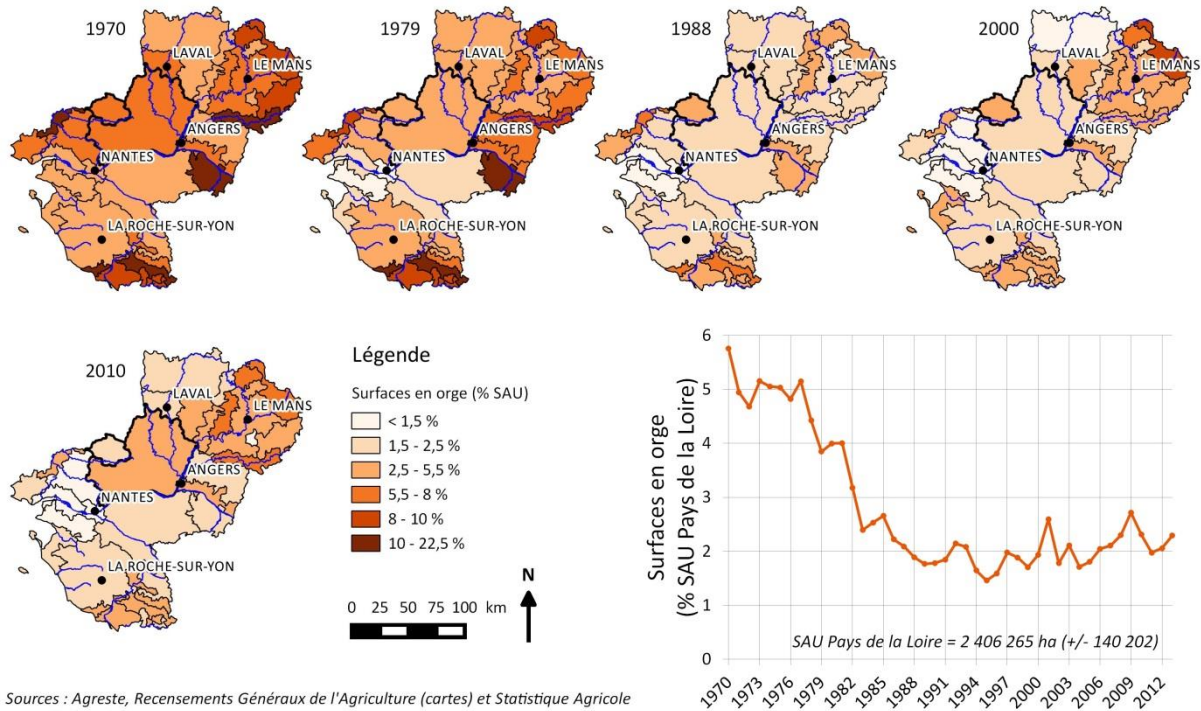 1970
LAVAL
LE MANS
ANGERS
NANTES
LA ROCHE-SUR-YON
1979
LAVAL
LE MANS
ANGERS
NANTES
LA ROCHE-SUR-YON
1988
LAVAL
LE MANS
ANGERS
NANTES
LA ROCHE-SUR-YON
2000
LAVAL
LE MANS
ANGERS
NANTES
LA ROCHE-SUR-YON
2010
LAVAL
LE MANS
ANGERS
NANTES
LA ROCHE-SUR-YON
Légende
Surfaces en orge (% SAU)
< 1,5 %
1,5 - 2,5 %
2,5 - 5,5 %
5,5 - 8 %
8 - 10 %
10 - 22,5 %
N
0 25 50 75 100 km
Surfaces en orge
(% SAU Pays de la Loire)
6
5
4
3
2
1
0
SAU Pays de la Loire = 2 406 265 ha (+/- 140 202)
1970 1973 1976 1979 1982 1985 1988 1991 1994 1997 2000 2003 2006 2009 2012
Sources : Agreste, Recensements Généraux de l'Agriculture (cartes) et Statistique Agricole